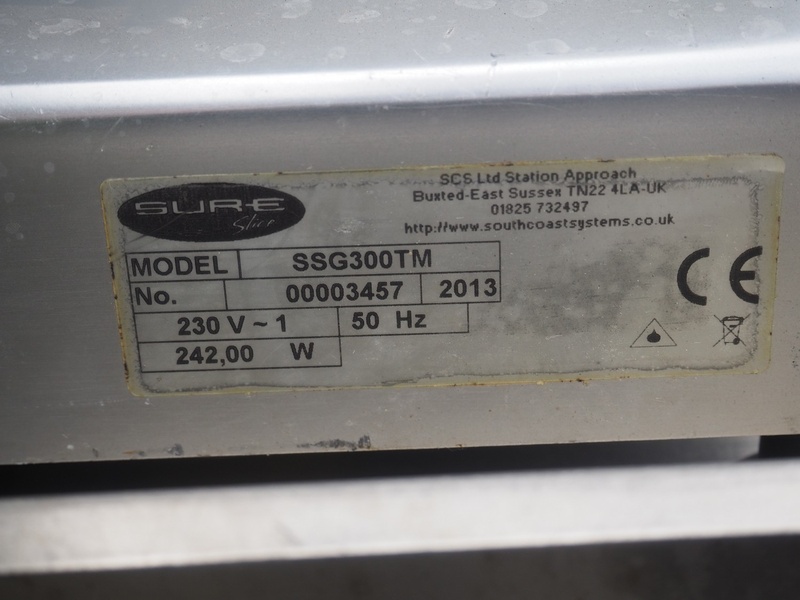 SUR-E
Slice
SCS Ltd Station Approach
Buxted-East Sussex TN22 4LA-UK
01825 732497
http://www.southcoastsystems.co.uk
MODEL SSG300TM
No. 00003457 2013
230 V ~ 1 50 Hz
242,00 W
CE